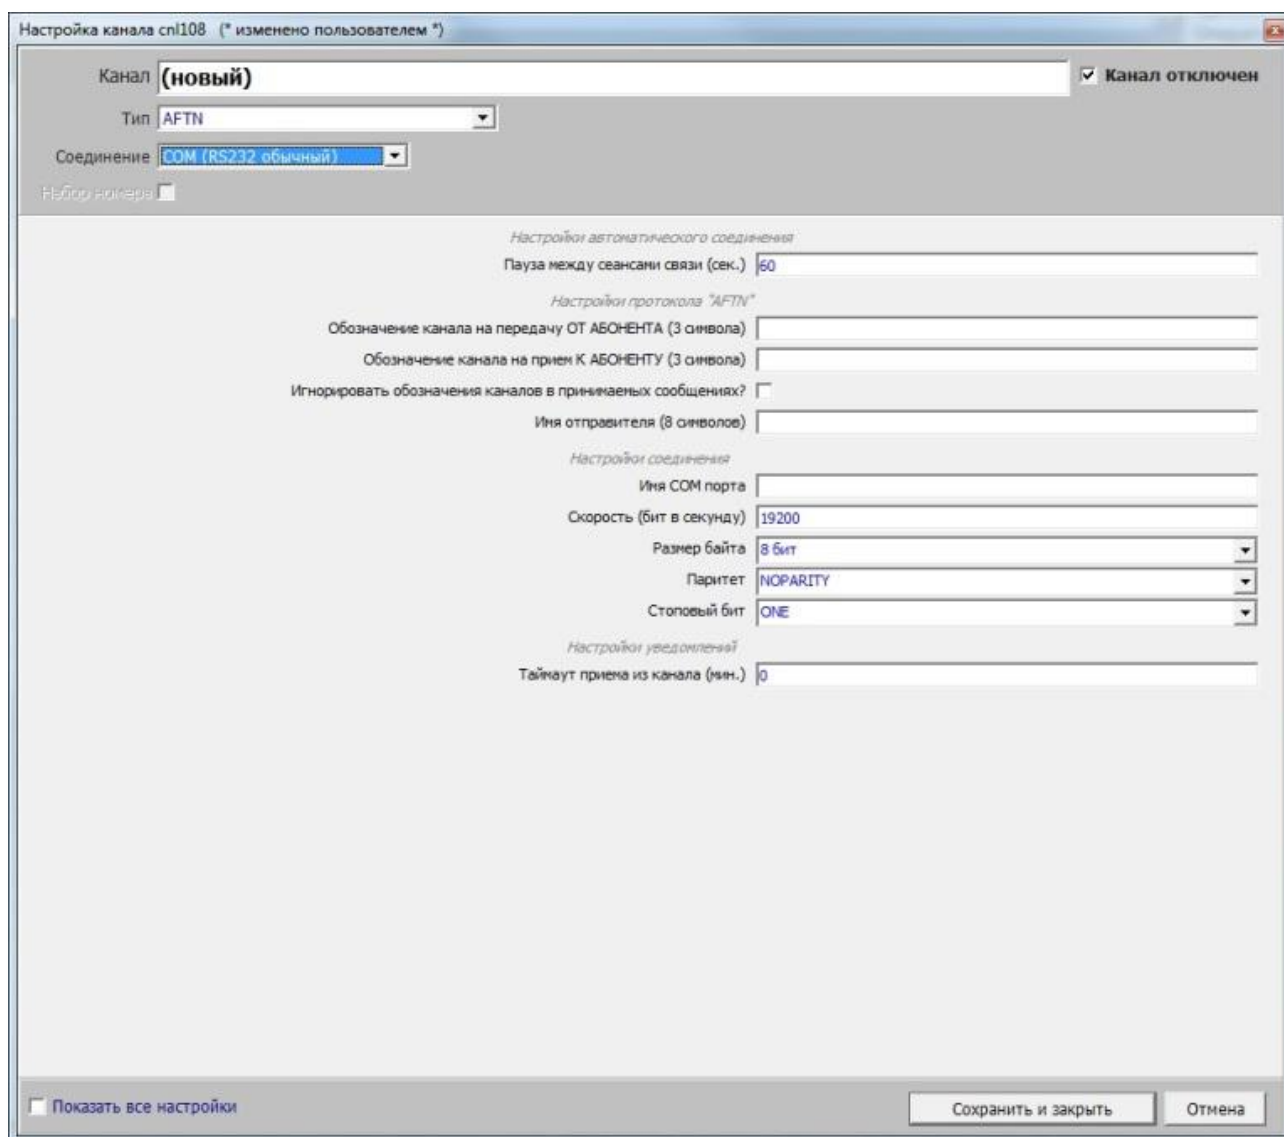 Настройка канала cnl108 (* изменено пользователем *)
Канал (новый) Канал отключен
Тип AFTN
Соединение COM (RS232 обычный)
Набор номера
Настройки автоматического соединения
Пауза между сеансами связи (сек.) 60
Настройки протокола "AFTN"
Обозначение канала на передачу ОТ АБОНЕНТА (3 символа)
Обозначение канала на прием К АБОНЕНТУ (3 символа)
Игнорировать обозначения каналов в принимаемых сообщениях?
Имя отправителя (8 символов)
Настройки соединения
Имя COM порта
Скорость (бит в секунду) 19200
Размер байта 8 бит
Паритет NOPARITY
Стоповый бит ONE
Настройки уведомлений
Таймаут приема из канала (мин.) 0
Показать все настройки Сохранить и закрыть Отмена